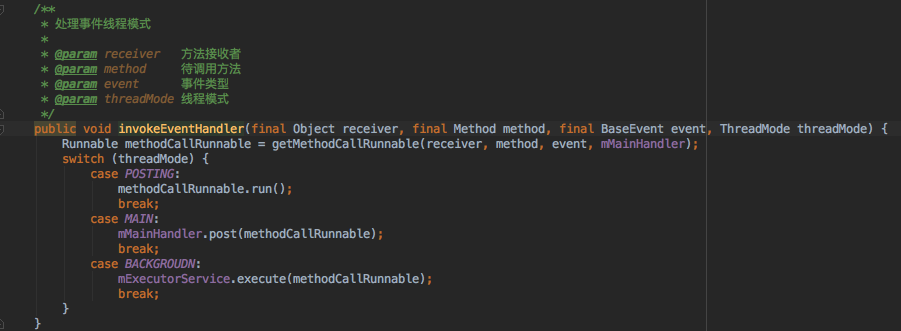 /**
 * 处理事件线程模式
 *
 * @param receiver   方法接收者
 * @param method     待调用方法
 * @param event      事件类型
 * @param threadMode 线程模式
 */
public void invokeEventHandler(final Object receiver, final Method method, final BaseEvent event, ThreadMode threadMode) {
    Runnable methodCallRunnable = getMethodCallRunnable(receiver, method, event, mMainHandler);
    switch (threadMode) {
        case POSTING:
            methodCallRunnable.run();
            break;
        case MAIN:
            mMainHandler.post(methodCallRunnable);
            break;
        case BACKGROUDN:
            mExecutorService.execute(methodCallRunnable);
            break;
    }
}